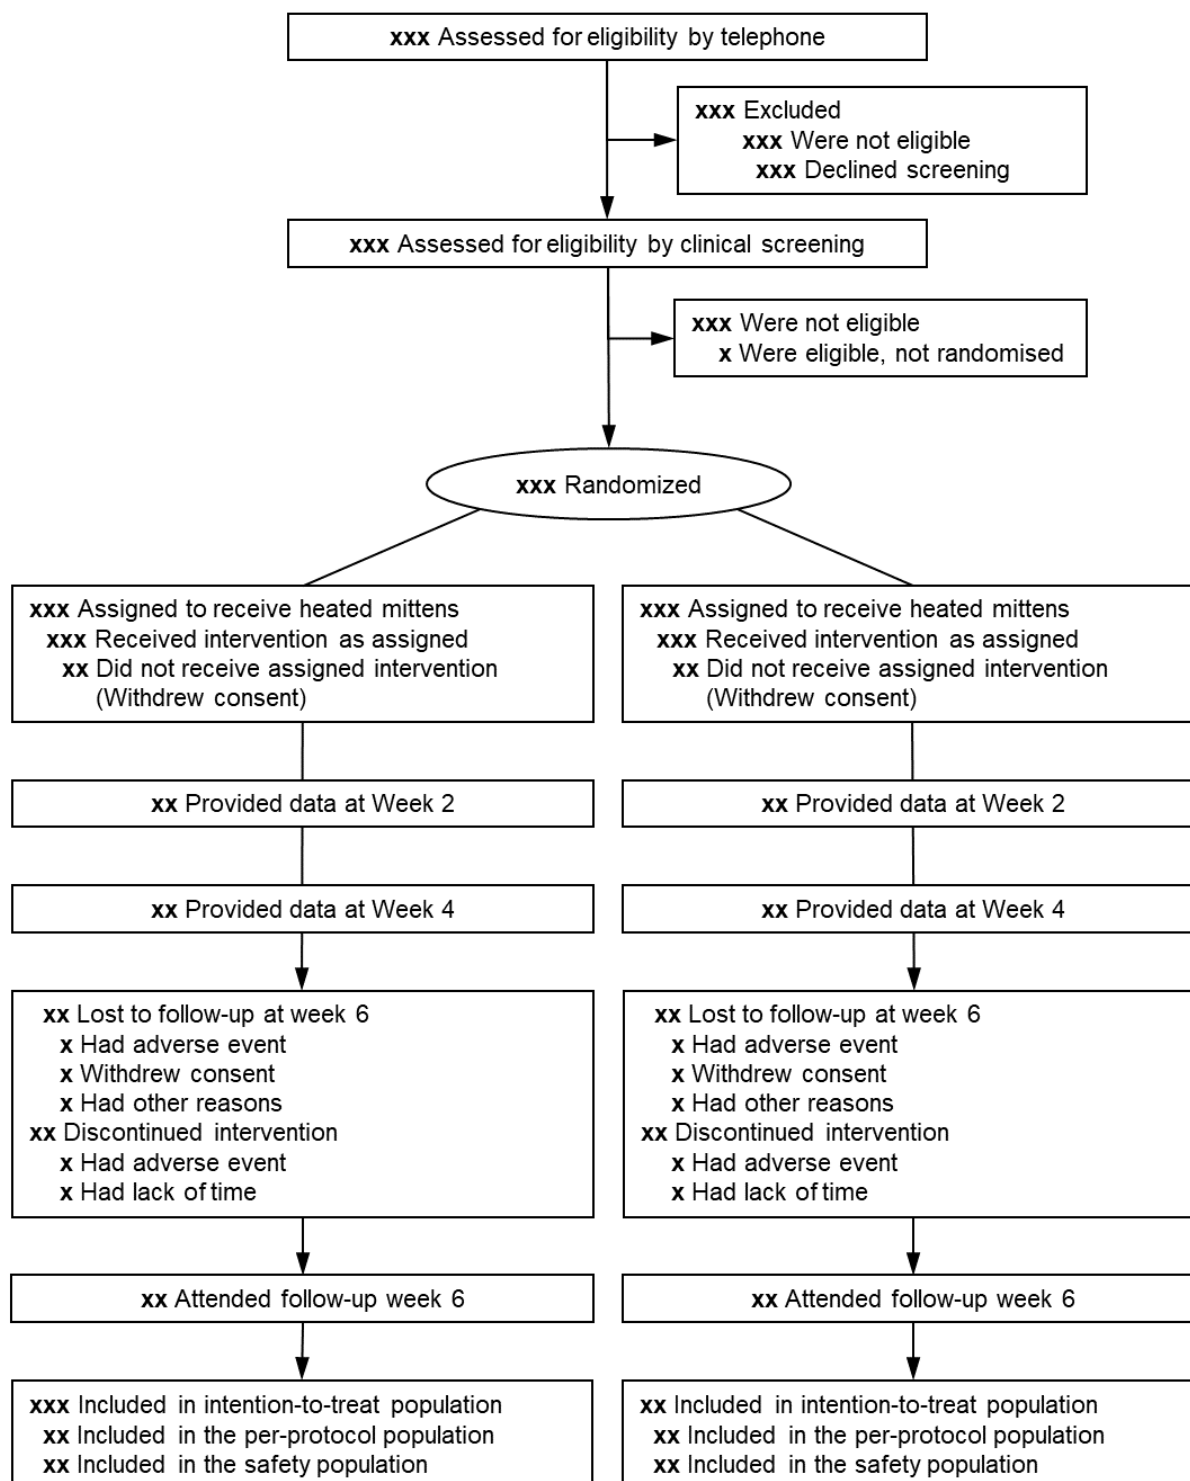 xxx Assessed for eligibility by telephone
xxx Excluded
xxx Were not eligible
xxx Declined screening
xxx Assessed for eligibility by clinical screening
xxx Were not eligible
x Were eligible, not randomised
xxx Randomized
xxx Assigned to receive heated mittens
xxx Received intervention as assigned
xx Did not receive assigned intervention
(Withdrew consent)
xxx Assigned to receive heated mittens
xxx Received intervention as assigned
xx Did not receive assigned intervention
(Withdrew consent)
xx Provided data at Week 2
xx Provided data at Week 2
xx Provided data at Week 4
xx Provided data at Week 4
xx Lost to follow-up at week 6
x Had adverse event
x Withdrew consent
x Had other reasons
xx Discontinued intervention
x Had adverse event
x Had lack of time
xx Lost to follow-up at week 6
x Had adverse event
x Withdrew consent
x Had other reasons
xx Discontinued intervention
x Had adverse event
x Had lack of time
xx Attended follow-up week 6
xx Attended follow-up week 6
xxx Included in intention-to-treat population
xx Included in the per-protocol population
xx Included in the safety population
xx Included in intention-to-treat population
xx Included in the per-protocol population
xx Included in the safety population